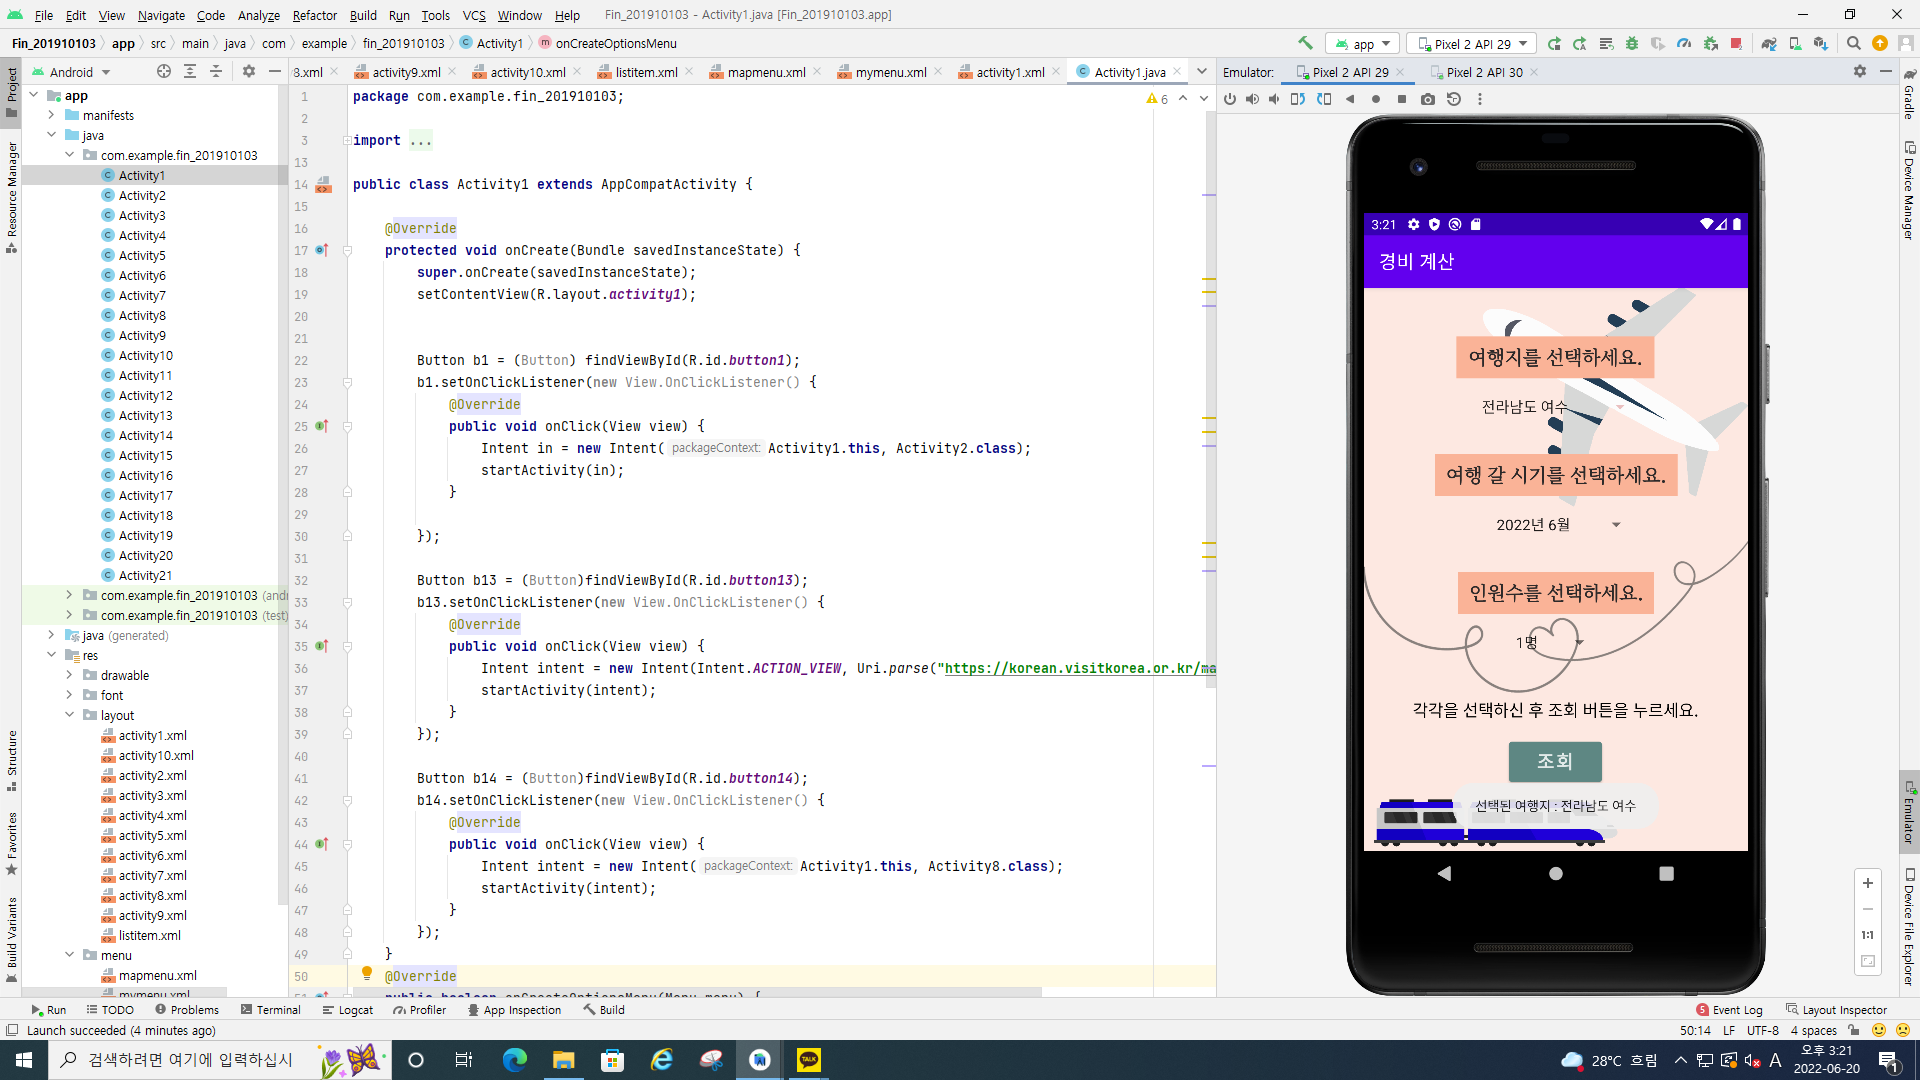 File Edit View Navigate Code Analyze Refactor Build Run Tools VCS Window Help Fin_201910103 - Activity1.java [Fin_201910103.app]
Fin_201910103 app src main java com example fin_201910103 Activity1 onCreateOptionsMenu
app Pixel 2 API 29
Android
8.xml activity9.xml activity10.xml listitem.xml mapmenu.xml mymenu.xml activity1.xml Activity1.java
Emulator: Pixel 2 API 29 Pixel 2 API 30
Project
Resource Manager
Structure
Favorites
Build Variants
app
manifests
java
com.example.fin_201910103
Activity1
Activity2
Activity3
Activity4
Activity5
Activity6
Activity7
Activity8
Activity9
Activity10
Activity11
Activity12
Activity13
Activity14
Activity15
Activity16
Activity17
Activity18
Activity19
Activity20
Activity21
com.example.fin_201910103 (andr
com.example.fin_201910103 (test)
java (generated)
res
drawable
font
layout
activity1.xml
activity10.xml
activity2.xml
activity3.xml
activity4.xml
activity5.xml
activity6.xml
activity7.xml
activity8.xml
activity9.xml
listitem.xml
menu
mapmenu.xml
mymenu.xml
6
1 package com.example.fin_201910103;
2
3 import ...
13
14 public class Activity1 extends AppCompatActivity {
15
16 @Override
17 protected void onCreate(Bundle savedInstanceState) {
18 super.onCreate(savedInstanceState);
19 setContentView(R.layout.activity1);
20
21
22 Button b1 = (Button) findViewById(R.id.button1);
23 b1.setOnClickListener(new View.OnClickListener() {
24 @Override
25 public void onClick(View view) {
26 Intent in = new Intent( packageContext: Activity1.this, Activity2.class);
27 startActivity(in);
28 }
29
30 });
31
32 Button b13 = (Button)findViewById(R.id.button13);
33 b13.setOnClickListener(new View.OnClickListener() {
34 @Override
35 public void onClick(View view) {
36 Intent intent = new Intent(Intent.ACTION_VIEW, Uri.parse("https://korean.visitkorea.or.kr/ma
37 startActivity(intent);
38 }
39 });
40
41 Button b14 = (Button)findViewById(R.id.button14);
42 b14.setOnClickListener(new View.OnClickListener() {
43 @Override
44 public void onClick(View view) {
45 Intent intent = new Intent( packageContext: Activity1.this, Activity8.class);
46 startActivity(intent);
47 }
48 });
49 }
50 @Override
51 public boolean onCreateOptionsMenu(Menu menu) {
3:21
경비 계산
여행지를 선택하세요.
전라남도 여수
여행 갈 시기를 선택하세요.
2022년 6월
인원수를 선택하세요.
1명
각각을 선택하신 후 조회 버튼을 누르세요.
조회
선택된 여행지 : 전라남도 여수
1:1
Gradle
Device Manager
Emulator
Device File Explorer
Run TODO Problems Terminal Logcat Profiler App Inspection Build 5 Event Log Layout Inspector
Launch succeeded (4 minutes ago) 50:14 LF UTF-8 4 spaces
검색하려면 여기에 입력하십시
TALK
28°C 흐림 A 오후 3:21
2022-06-20
1